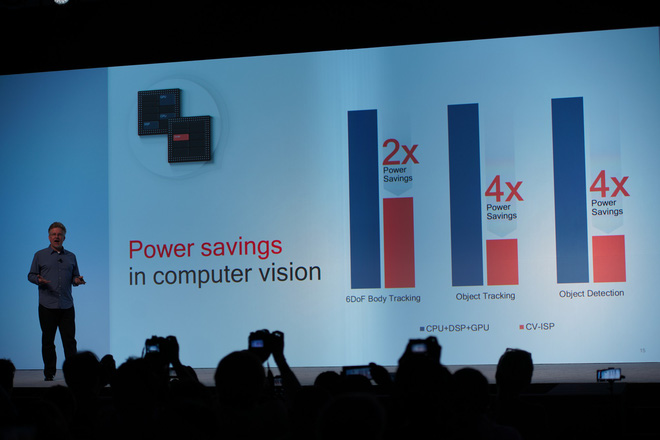 Power savings
in computer vision
2x
Power
Savings
4x
Power
Savings
4x
Power
Savings
6DoF Body Tracking
Object Tracking
Object Detection
CPU+DSP+GPU
CV-ISP